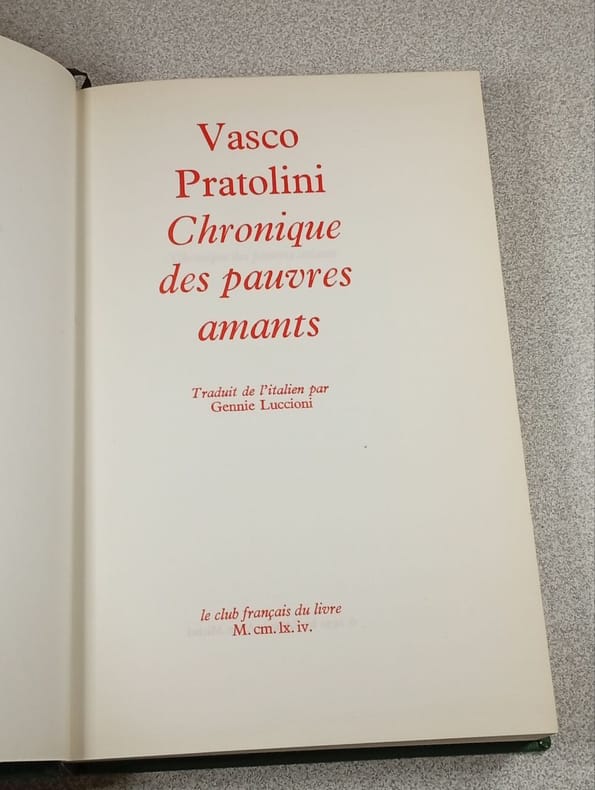 Vasco
Pratolini
Chronique
des pauvres
amants
Traduit de l'italien par
Gennie Luccioni
le club français du livre
M. cm. lx. iv.